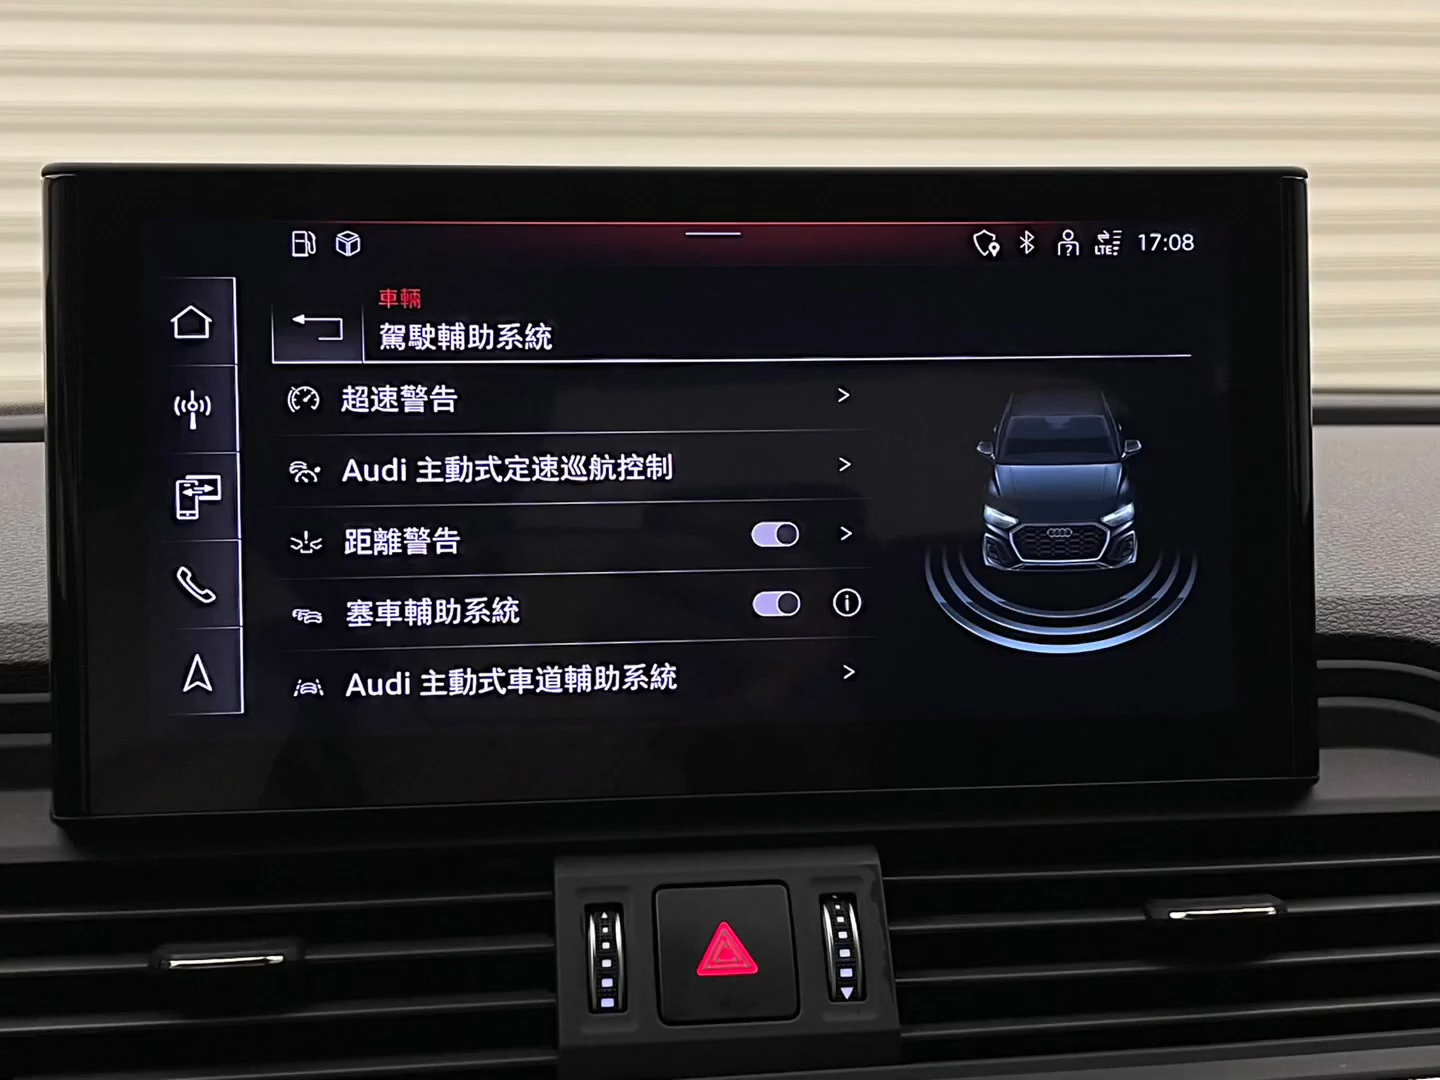 LTE
17:08
車輛
駕駛輔助系統
超速警告
Audi 主動式定速巡航控制
距離警告
塞車輔助系統
Audi 主動式車道輔助系統